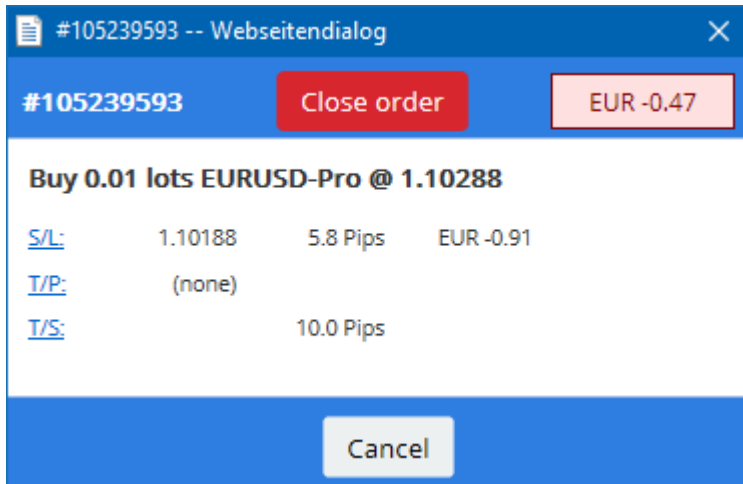 #105239593 -- Webseitendialog
#105239593 Close order EUR -0.47
Buy 0.01 lots EURUSD-Pro @ 1.10288
S/L: 1.10188 5.8 Pips EUR -0.91
T/P: (none)
T/S: 10.0 Pips
Cancel